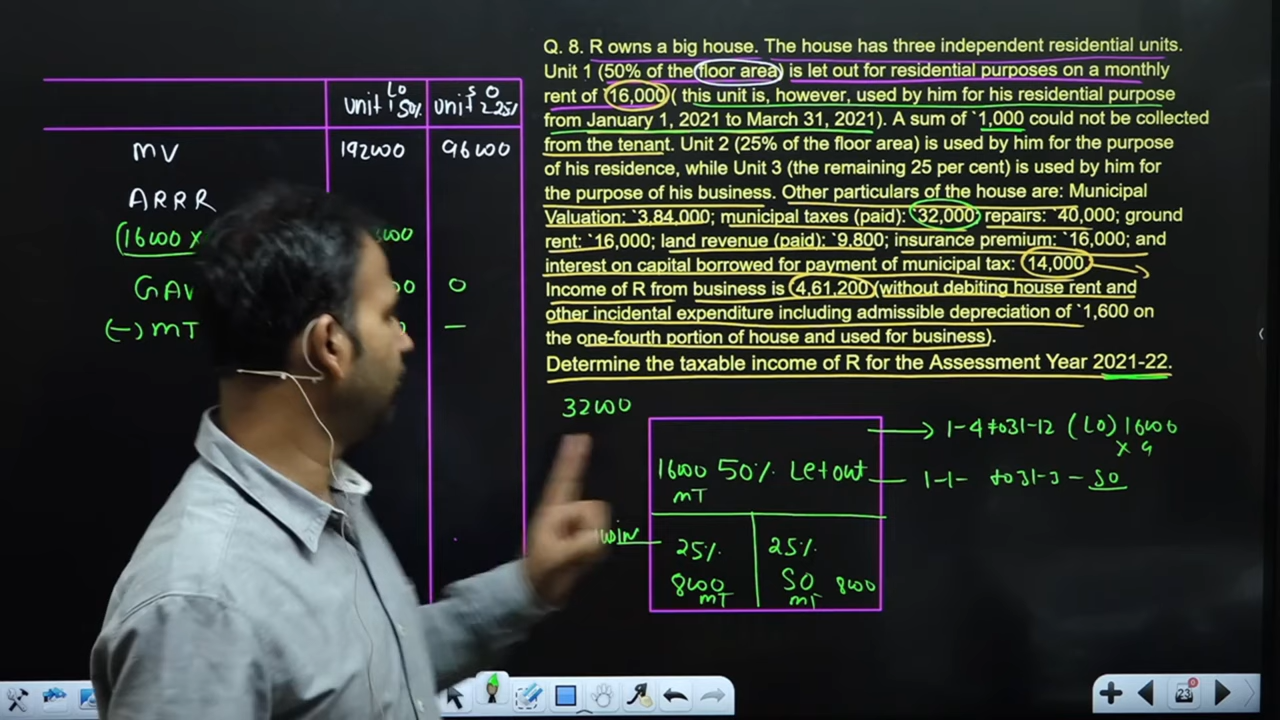 Q. 8. R owns a big house. The house has three independent residential units.
Unit 1 (50% of the floor area) is let out for residential purposes on a monthly
rent of `16,000 ( this unit is, however, used by him for his residential purpose
from January 1, 2021 to March 31, 2021). A sum of `1,000 could not be collected
from the tenant. Unit 2 (25% of the floor area) is used by him for the purpose
of his residence, while Unit 3 (the remaining 25 per cent) is used by him for
the purpose of his business. Other particulars of the house are: Municipal
Valuation: `3,84,000; municipal taxes (paid): `32,000; repairs: `40,000; ground
rent: `16,000; land revenue (paid): `9,800; insurance premium: `16,000; and
interest on capital borrowed for payment of municipal tax: `14,000
Income of R from business is `4,61,200 (without debiting house rent and
other incidental expenditure including admissible depreciation of `1,600 on
the one-fourth portion of house and used for business).
Determine the taxable income of R for the Assessment Year 2021-22.
LO SO
Unit 1 50% Unit 2 25%
MV 192000 96000
ARRR
(16000 ×
GAV 0
(-) MT —
32000
16000 50% Let out
MT
25% 25%
8000 SO 8000
MT MT
1-4 to 31-12 (LO) 16000
× 9
1-1- to 31-3 - SO
23